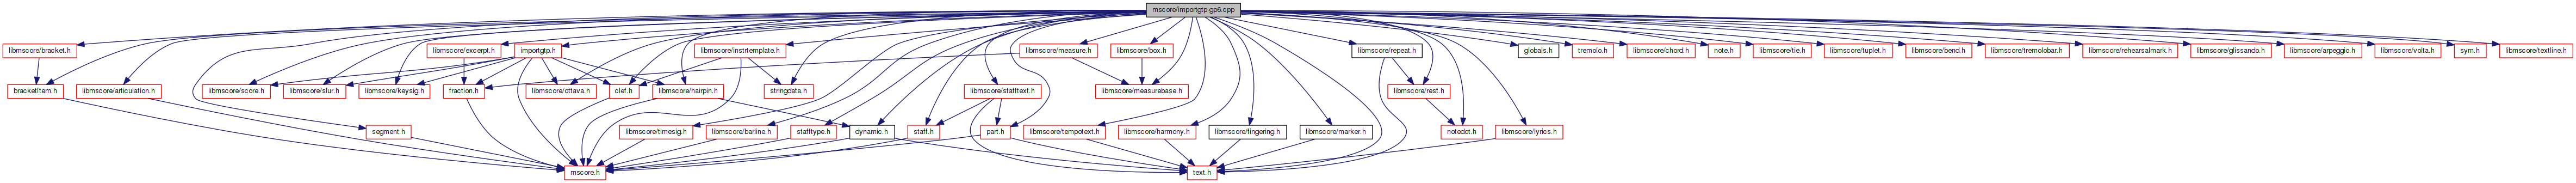 mscore/importgtp-gp6.cpp
libmscore/bracket.h
libmscore/excerpt.h
importgtp.h
libmscore/instrtemplate.h
libmscore/measure.h
libmscore/box.h
libmscore/repeat.h
globals.h
tremolo.h
libmscore/chord.h
note.h
libmscore/tie.h
libmscore/tuplet.h
libmscore/bend.h
libmscore/tremolobar.h
libmscore/rehearsalmark.h
libmscore/glissando.h
libmscore/arpeggio.h
libmscore/volta.h
sym.h
libmscore/textline.h
bracketItem.h
libmscore/articulation.h
libmscore/score.h
libmscore/slur.h
libmscore/keysig.h
fraction.h
libmscore/ottava.h
clef.h
libmscore/hairpin.h
stringdata.h
libmscore/stafftext.h
libmscore/measurebase.h
libmscore/rest.h
segment.h
libmscore/timesig.h
libmscore/barline.h
stafftype.h
dynamic.h
staff.h
part.h
libmscore/tempotext.h
libmscore/harmony.h
libmscore/fingering.h
libmscore/marker.h
notedot.h
libmscore/lyrics.h
mscore.h
text.h